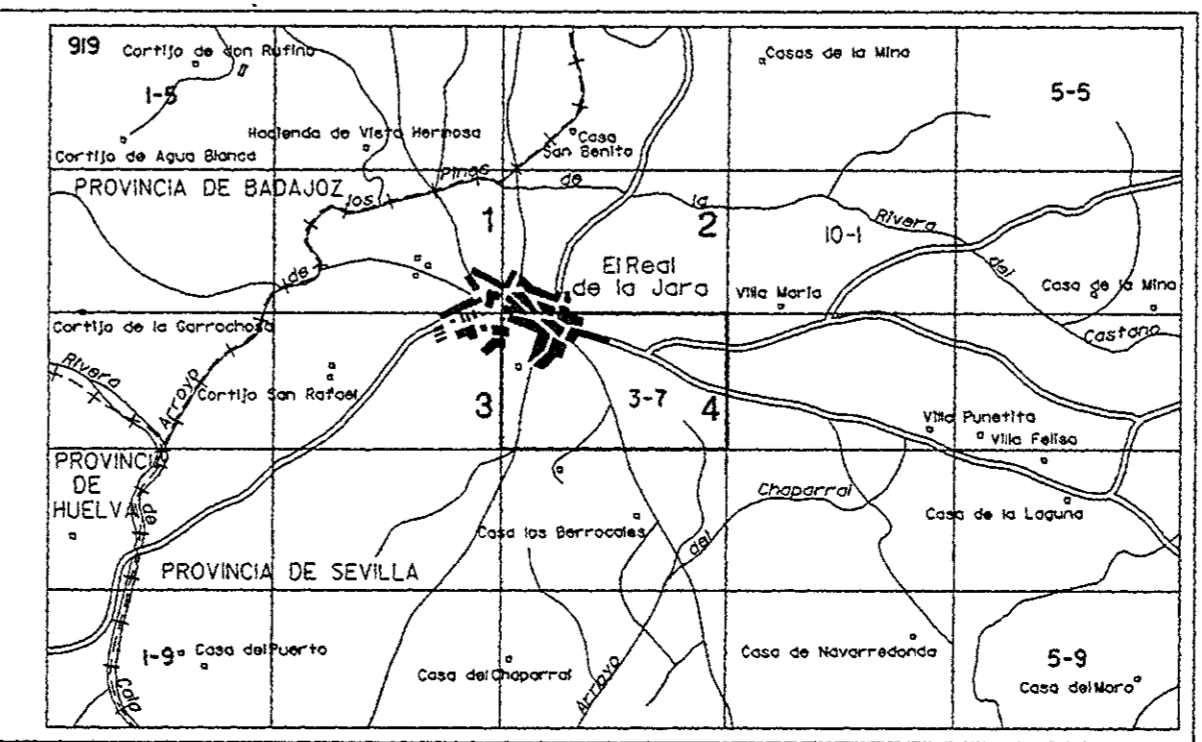 919
Cortijo de don Rufino
Casas de la Mina
1-5
5-5
Hacienda de Vista Hermosa
Casa
San Benito
Cortijo de Agua Blanca
PROVINCIA DE BADAJOZ
los
Pinos
de
la
Rivera
del
Castaño
1
2
10-1
de
El Real
de la Jara
Villa Maria
Casa de la Mina
Cortijo de la Garrochosa
Rivera
Arroyo
Cortijo San Rafael
3
3-7
4
Villa Punetita
Villa Felisa
PROVINCIA
DE
HUELVA
de
Chaparral
del
Arroyo
Casa los Berrocales
Casa de la Laguna
PROVINCIA DE SEVILLA
1-9
Casa del Puerto
Cala
Casa del Chaparral
Casa de Navarredonda
5-9
Casa del Moro